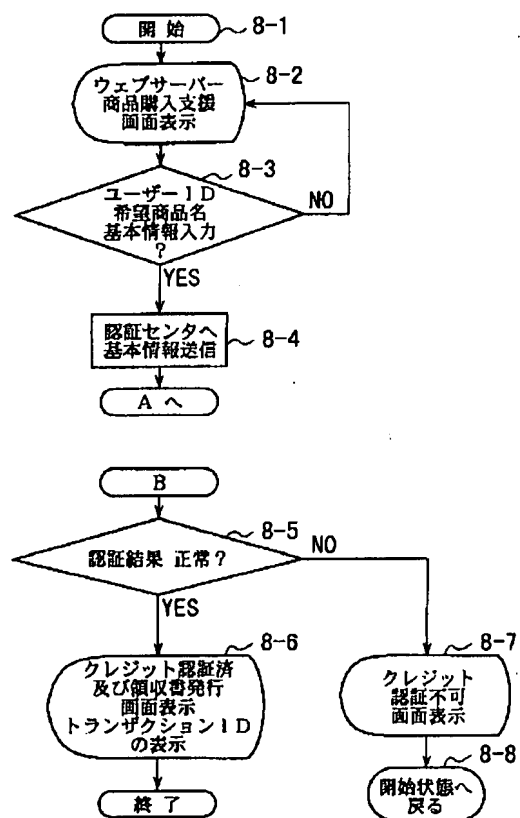 開始
8-1
8-2
ウェブサーバー
商品購入支援
画面表示
8-3
ユーザーID
希望商品名
基本情報入力
?
NO
YES
認証センタへ
基本情報送信
8-4
Aへ
B
8-5
認証結果 正常?
NO
YES
8-6
クレジット認証済
及び領収書発行
画面表示
トランザクションID
の表示
8-7
クレジット
認証不可
画面表示
8-8
終了
開始状態へ
戻る